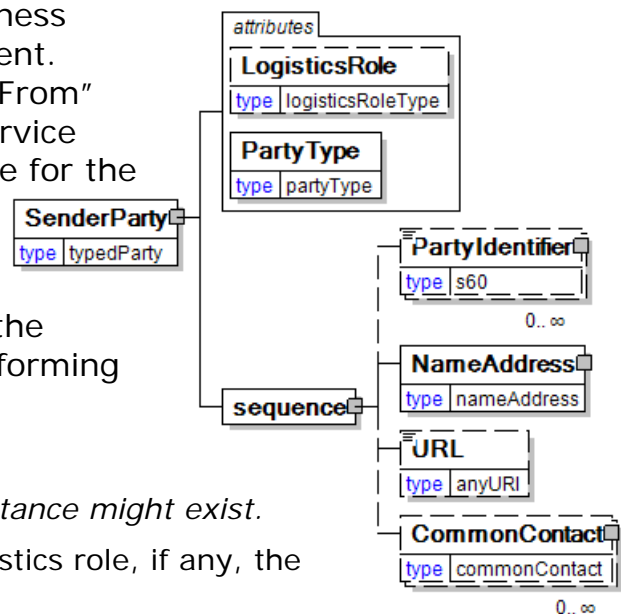 ness
ent.
From"
rvice
e for the
the
forming
tance might exist.
stics role, if any, the
attributes
LogisticsRole
type logisticsRoleType
PartyType
type partyType
SenderParty
type typedParty
sequence
PartyIdentifier
type s60
0.. ∞
NameAddress
type nameAddress
URL
type anyURI
CommonContact
type commonContact
0.. ∞